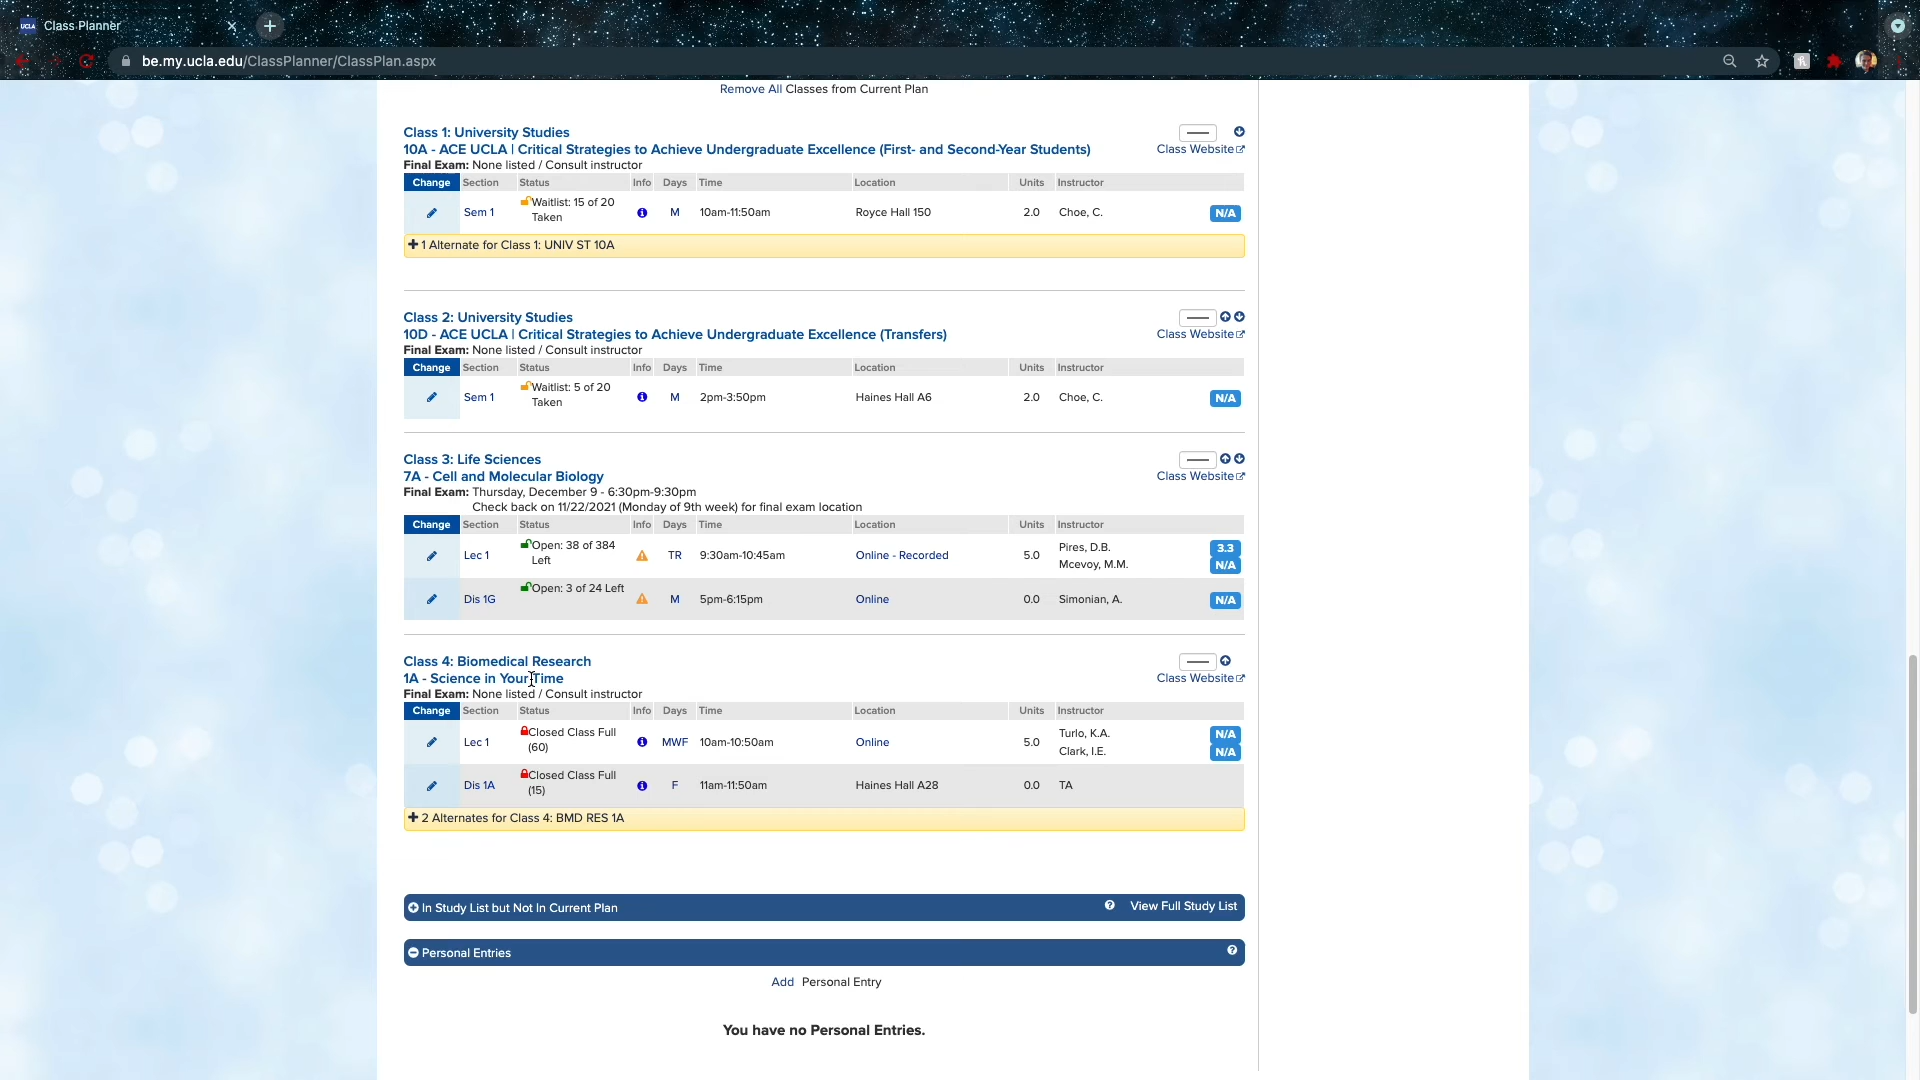 Class Planner
be.my.ucla.edu/ClassPlanner/ClassPlan.aspx
Remove All Classes from Current Plan
Class 1: University Studies
10A - ACE UCLA | Critical Strategies to Achieve Undergraduate Excellence (First- and Second-Year Students) Class Website
Final Exam: None listed / Consult instructor
Change Section Status Info Days Time Location Units Instructor
Sem 1 Waitlist: 15 of 20 Taken M 10am-11:50am Royce Hall 150 2.0 Choe, C. N/A
1 Alternate for Class 1: UNIV ST 10A
Class 2: University Studies
10D - ACE UCLA | Critical Strategies to Achieve Undergraduate Excellence (Transfers) Class Website
Final Exam: None listed / Consult instructor
Change Section Status Info Days Time Location Units Instructor
Sem 1 Waitlist: 5 of 20 Taken M 2pm-3:50pm Haines Hall A6 2.0 Choe, C. N/A
Class 3: Life Sciences
7A - Cell and Molecular Biology Class Website
Final Exam: Thursday, December 9 - 6:30pm-9:30pm
Check back on 11/22/2021 (Monday of 9th week) for final exam location
Change Section Status Info Days Time Location Units Instructor
Lec 1 Open: 38 of 384 Left TR 9:30am-10:45am Online - Recorded 5.0 Pires, D.B. 3.3
Mcevoy, M.M. N/A
Dis 1G Open: 3 of 24 Left M 5pm-6:15pm Online 0.0 Simonian, A. N/A
Class 4: Biomedical Research
1A - Science in Your Time Class Website
Final Exam: None listed / Consult instructor
Change Section Status Info Days Time Location Units Instructor
Lec 1 Closed Class Full (60) MWF 10am-10:50am Online 5.0 Turlo, K.A. N/A
Clark, I.E. N/A
Dis 1A Closed Class Full (15) F 11am-11:50am Haines Hall A28 0.0 TA
2 Alternates for Class 4: BMD RES 1A
In Study List but Not In Current Plan View Full Study List
Personal Entries
Add Personal Entry
You have no Personal Entries.